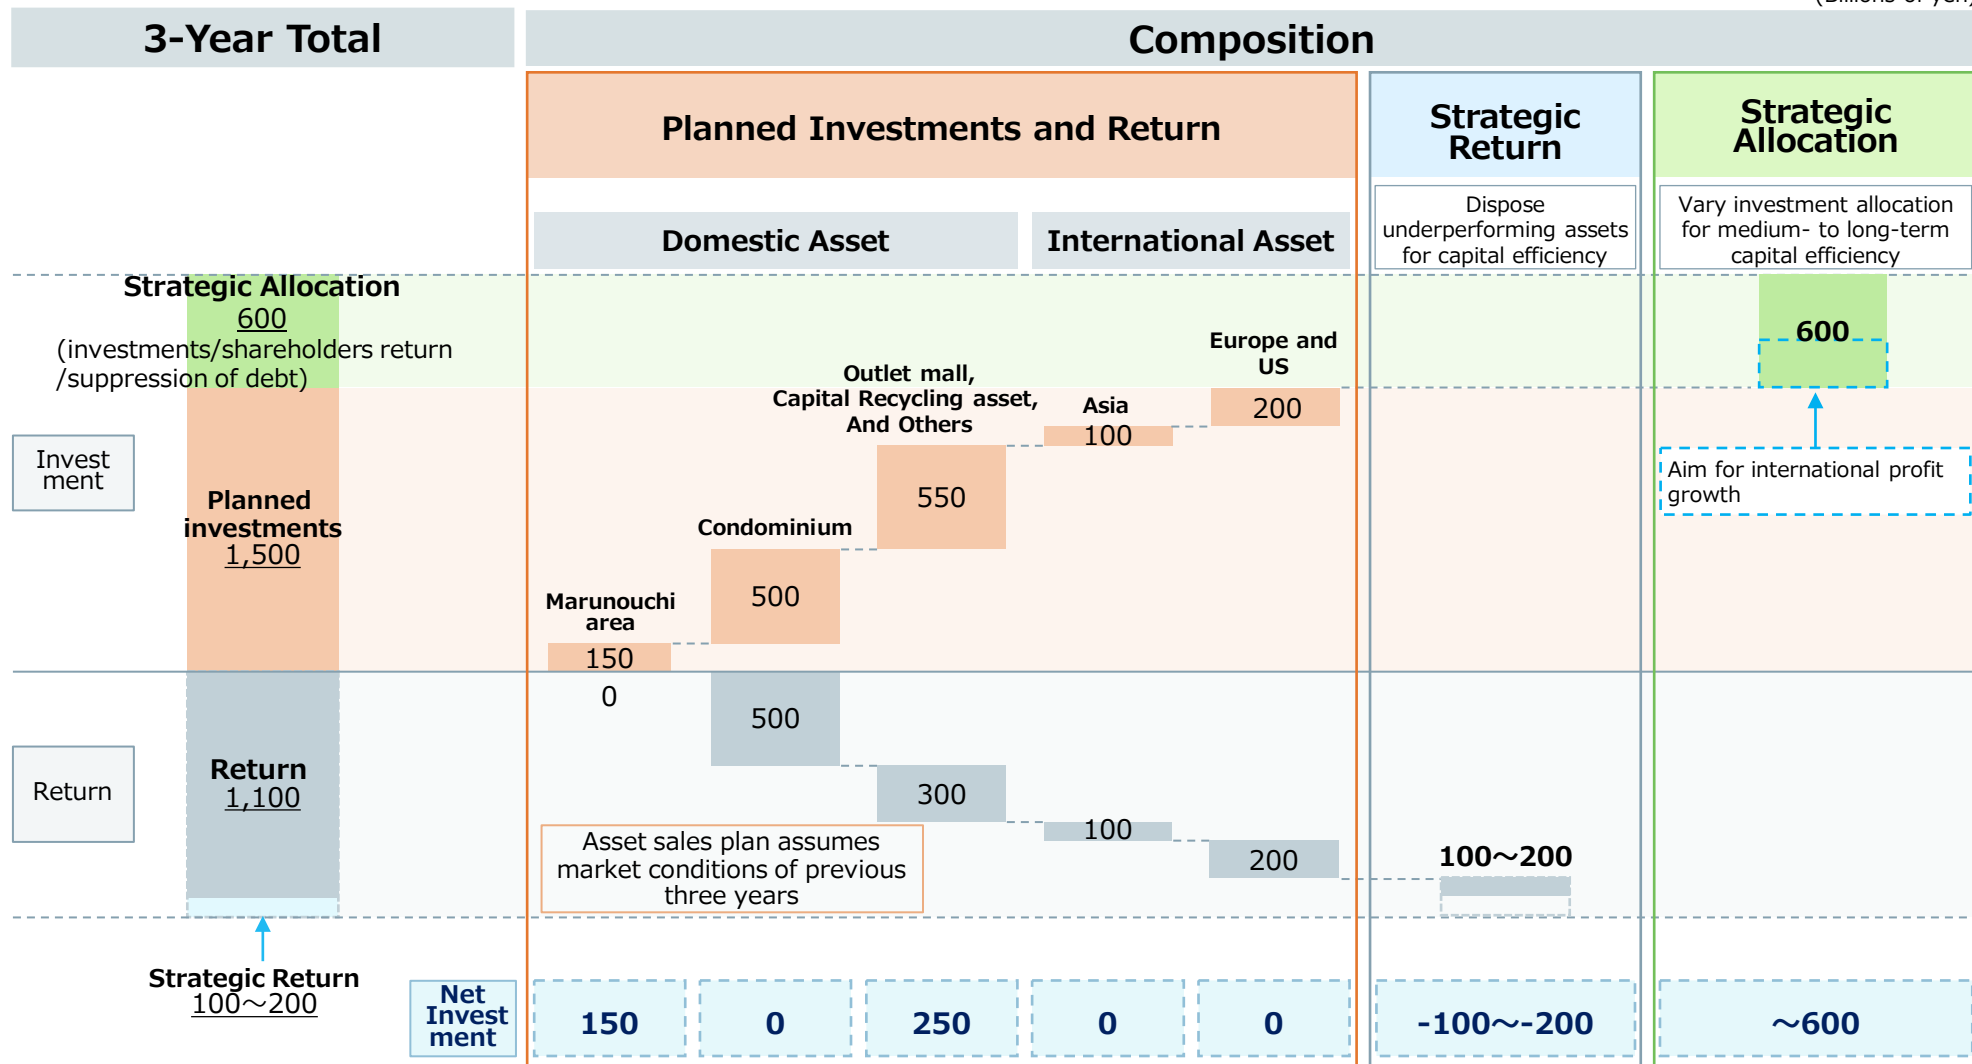 (Billions of yen)
3-Year Total
Composition
Planned Investments and Return
Strategic
Return
Strategic
Allocation
Domestic Asset
International Asset
Dispose
underperforming assets
for capital efficiency
Vary investment allocation
for medium- to long-term
capital efficiency
Strategic Allocation
600
(investments/shareholders return
/suppression of debt)
Invest
ment
Planned
investments
1,500
Marunouchi
area
150
0
Condominium
500
500
Outlet mall,
Capital Recycling asset,
And Others
550
300
Asia
100
100
Europe and
US
200
200
600
Aim for international profit
growth
Return
Return
1,100
Asset sales plan assumes
market conditions of previous
three years
100～200
Strategic Return
100～200
Net
Invest
ment
150
0
250
0
0
-100～-200
～600